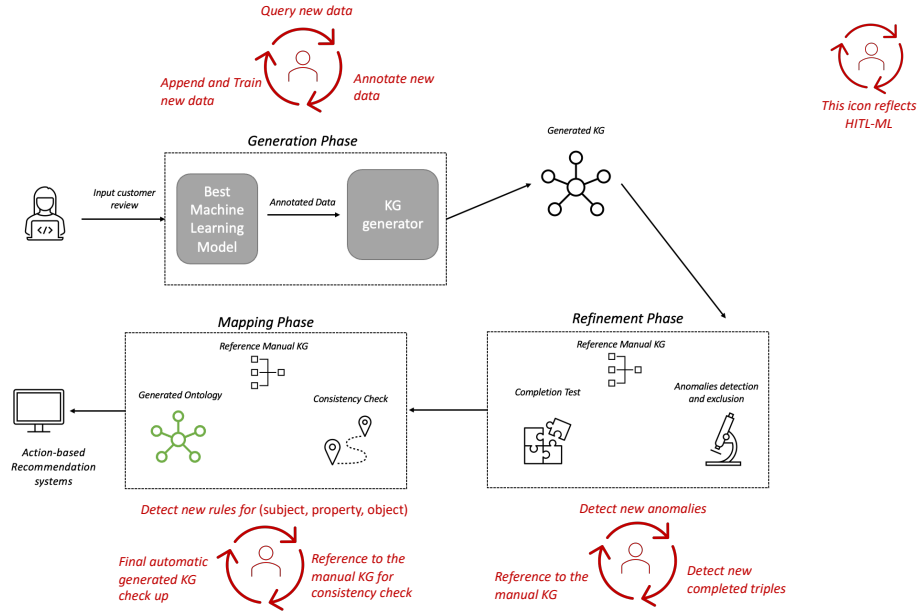 Query new data
Append and Train
new data
Annotate new
data
This icon reflects
HITL-ML
Generation Phase
Generated KG
Input customer
review
Best
Machine
Learning
Model
Annotated Data
KG
generator
</>
Mapping Phase
Reference Manual KG
Generated Ontology
Consistency Check
Refinement Phase
Reference Manual KG
Completion Test
Anomalies detection
and exclusion
Action-based
Recommendation
systems
Detect new rules for (subject, property, object)
Final automatic
generated KG
check up
Reference to the
manual KG for
consistency check
Detect new anomalies
Reference to the
manual KG
Detect new
completed triples